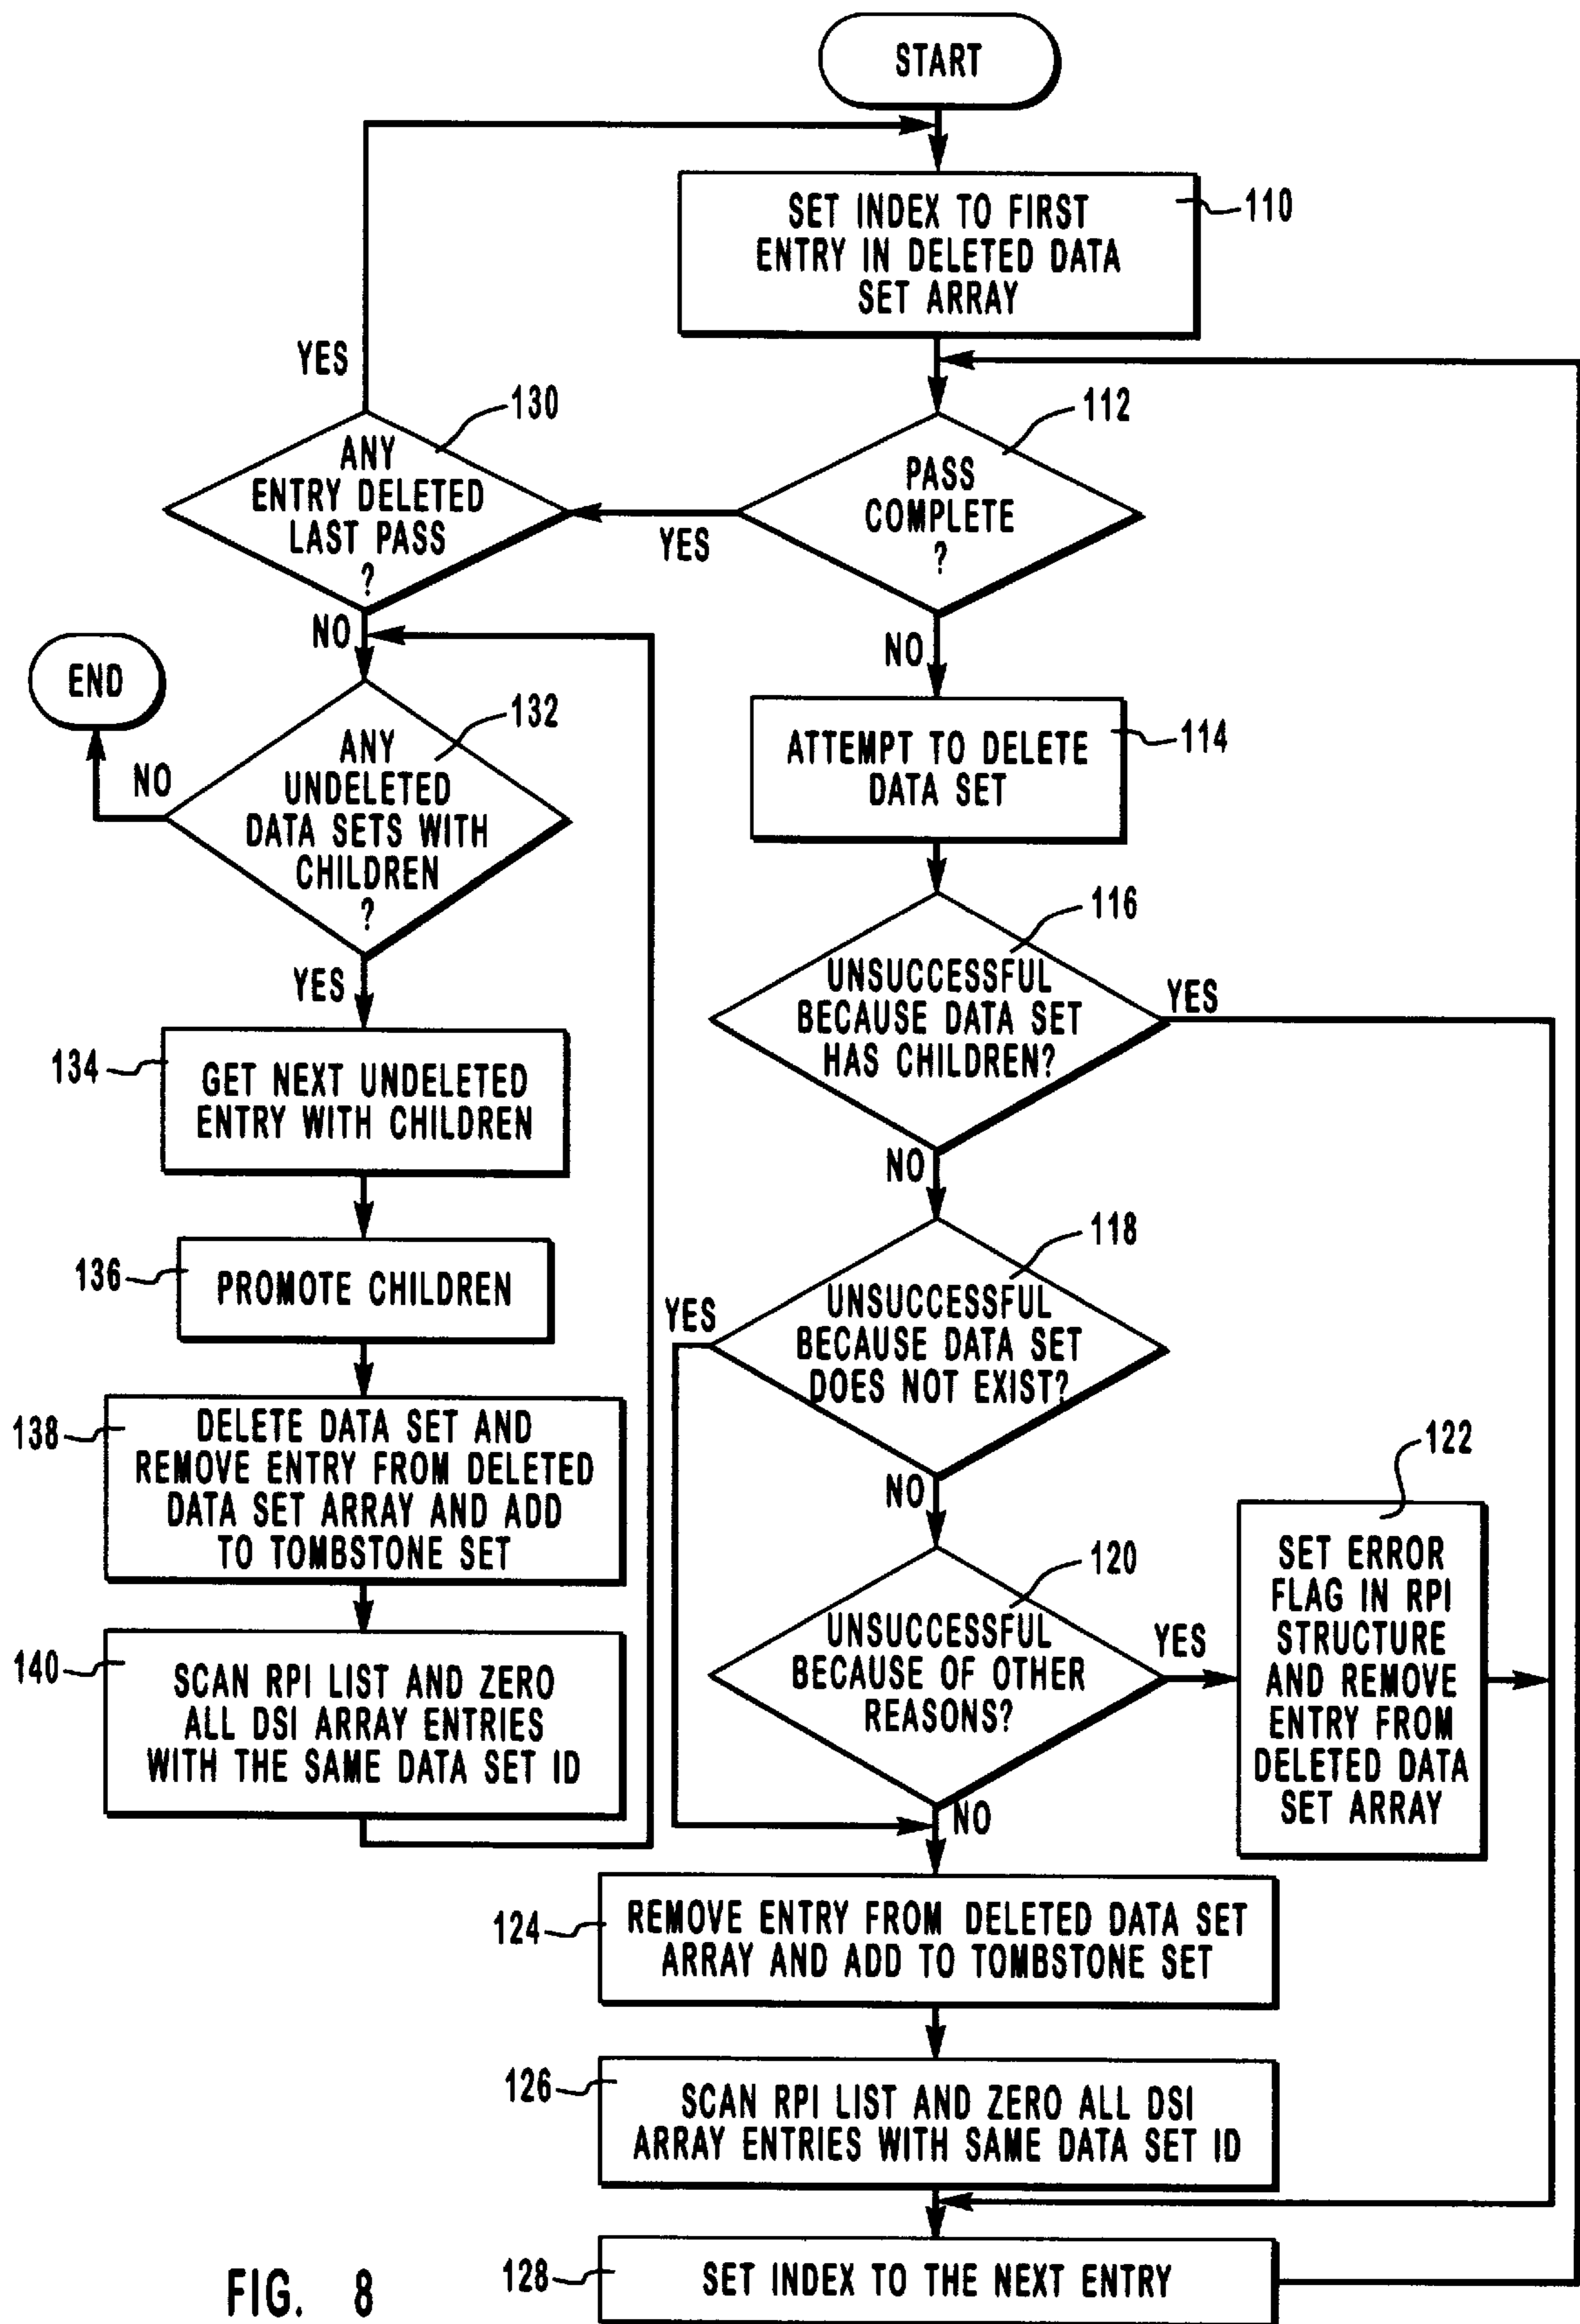 START
SET INDEX TO FIRST
ENTRY IN DELETED DATA
SET ARRAY
110
YES
130
ANY
ENTRY DELETED
LAST PASS
?
112
PASS
COMPLETE
?
YES
NO
NO
END
NO
132
ANY
UNDELETED
DATA SETS WITH
CHILDREN
?
YES
114
ATTEMPT TO DELETE
DATA SET
116
UNSUCCESSFUL
BECAUSE DATA SET
HAS CHILDREN?
YES
NO
134
GET NEXT UNDELETED
ENTRY WITH CHILDREN
136
PROMOTE CHILDREN
118
UNSUCCESSFUL
BECAUSE DATA SET
DOES NOT EXIST?
YES
NO
138
DELETE DATA SET AND
REMOVE ENTRY FROM DELETED
DATA SET ARRAY AND ADD
TO TOMBSTONE SET
140
SCAN RPI LIST AND ZERO
ALL DSI ARRAY ENTRIES
WITH THE SAME DATA SET ID
120
UNSUCCESSFUL
BECAUSE OF OTHER
REASONS?
YES
NO
122
SET ERROR
FLAG IN RPI
STRUCTURE
AND REMOVE
ENTRY FROM
DELETED DATA
SET ARRAY
124
REMOVE ENTRY FROM DELETED DATA SET
ARRAY AND ADD TO TOMBSTONE SET
126
SCAN RPI LIST AND ZERO ALL DSI
ARRAY ENTRIES WITH SAME DATA SET ID
128
SET INDEX TO THE NEXT ENTRY
FIG. 8